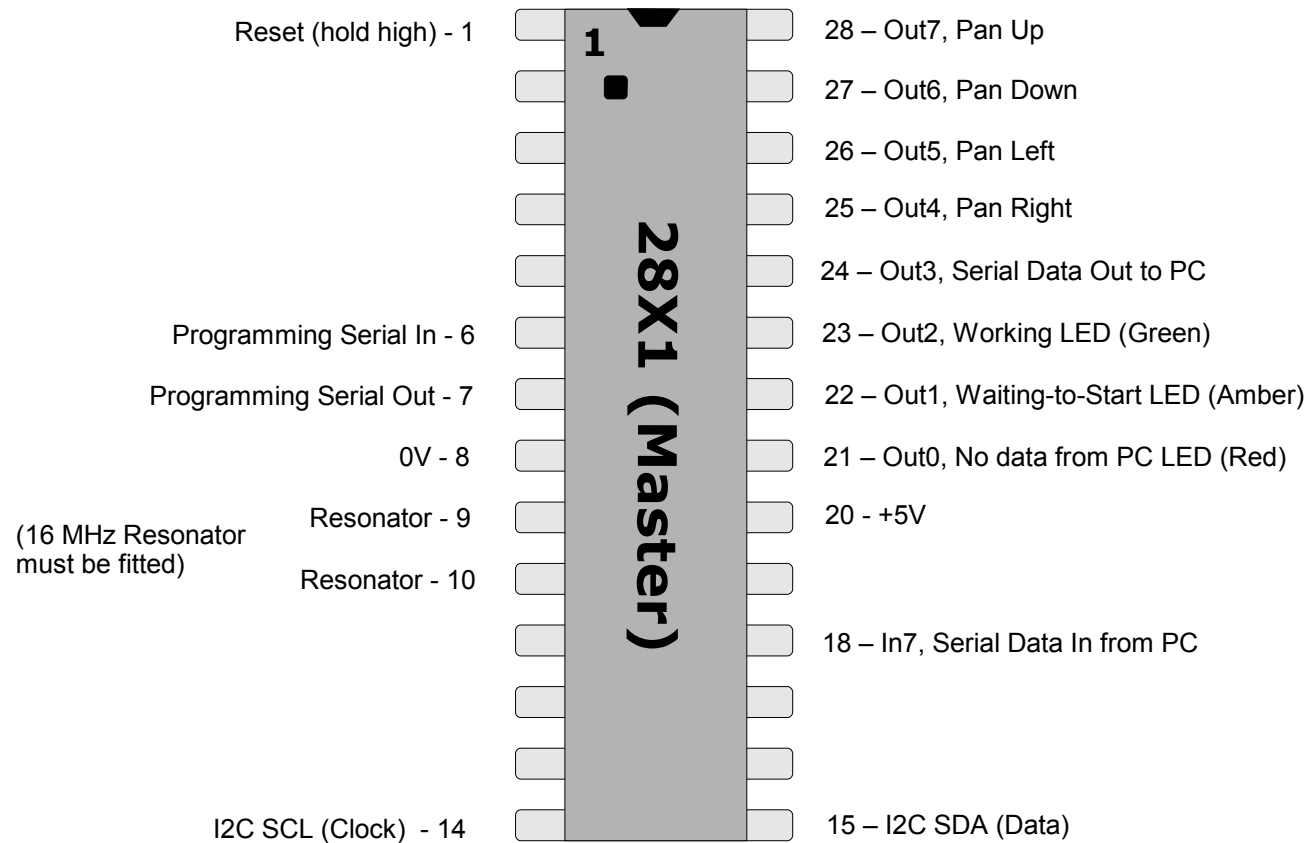 Reset (hold high) - 1
Programming Serial In - 6
Programming Serial Out - 7
0V - 8
Resonator - 9
(16 MHz Resonator
must be fitted)
Resonator - 10
I2C SCL (Clock) - 14
1
28X1 (Master)
28 – Out7, Pan Up
27 – Out6, Pan Down
26 – Out5, Pan Left
25 – Out4, Pan Right
24 – Out3, Serial Data Out to PC
23 – Out2, Working LED (Green)
22 – Out1, Waiting-to-Start LED (Amber)
21 – Out0, No data from PC LED (Red)
20 - +5V
18 – In7, Serial Data In from PC
15 – I2C SDA (Data)